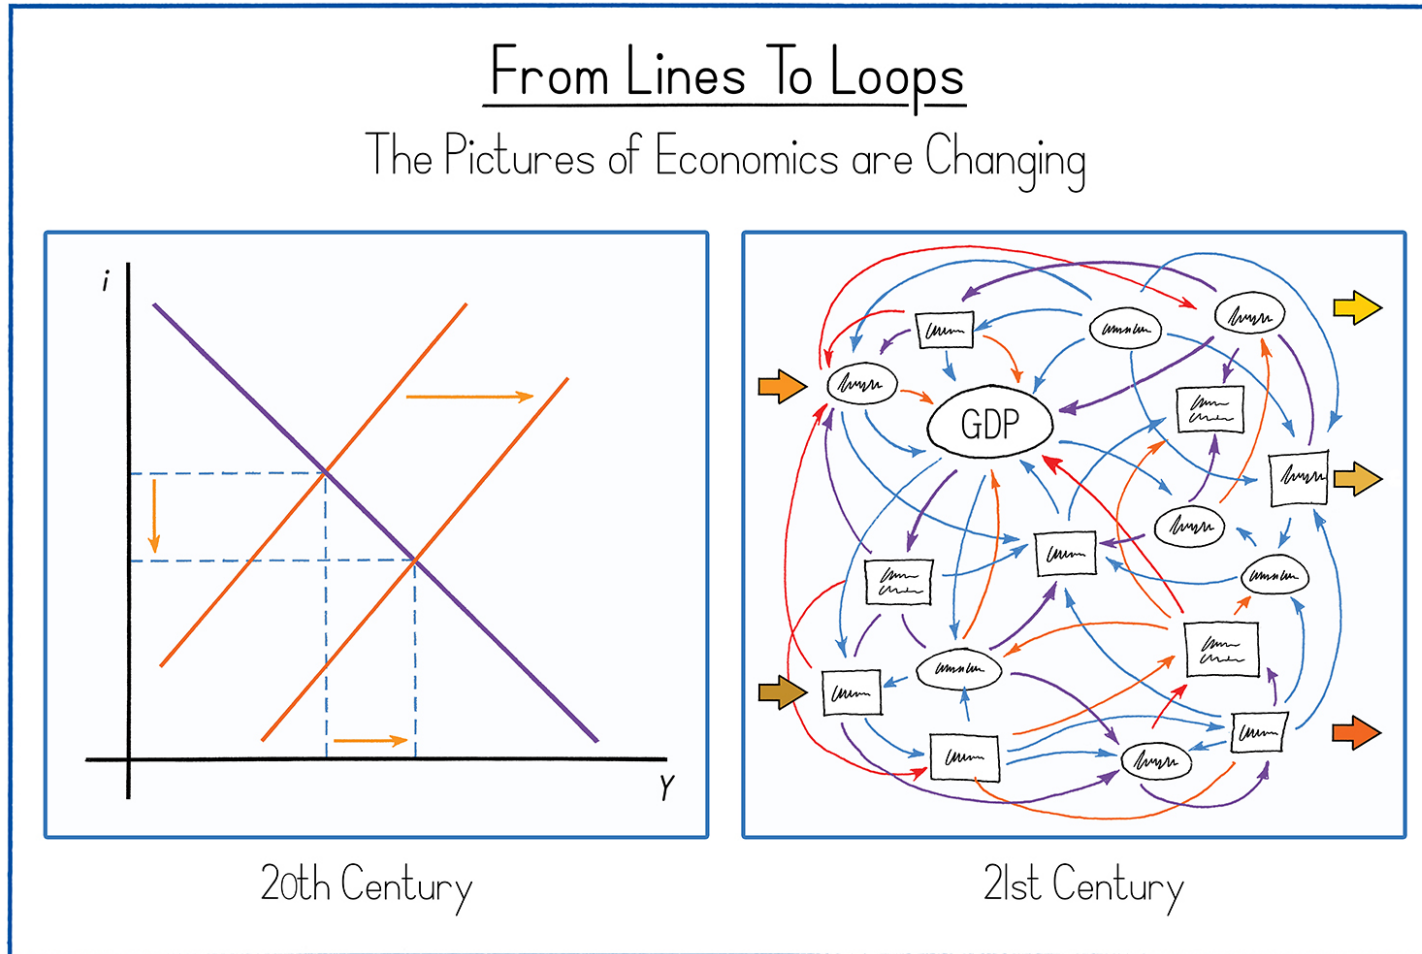 From Lines To Loops
The Pictures of Economics are Changing
i
Y
GDP
20th Century
21st Century